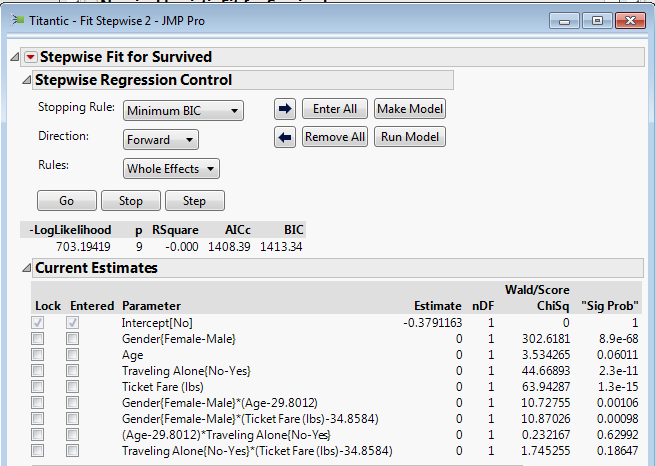 Titantic - Fit Stepwise 2 - JMP Pro
Stepwise Fit for Survived
Stepwise Regression Control
Stopping Rule: Minimum BIC Enter All Make Model
Direction: Forward Remove All Run Model
Rules: Whole Effects
Go Stop Step
-LogLikelihood p RSquare AICc BIC
703.19419 9 -0.000 1408.39 1413.34
Current Estimates
Wald/Score
Lock Entered Parameter Estimate nDF ChiSq "Sig Prob"
Intercept[No] -0.3791163 1 0 1
Gender{Female-Male} 0 1 302.6181 8.9e-68
Age 0 1 3.534265 0.06011
Traveling Alone{No-Yes} 0 1 44.66893 2.3e-11
Ticket Fare (lbs) 0 1 63.94287 1.3e-15
Gender{Female-Male}*(Age-29.8012) 0 1 10.72755 0.00106
Gender{Female-Male}*(Ticket Fare (lbs)-34.8584) 0 1 10.87026 0.00098
(Age-29.8012)*Traveling Alone{No-Yes} 0 1 0.232167 0.62992
Traveling Alone{No-Yes}*(Ticket Fare (lbs)-34.8584) 0 1 1.745255 0.18647